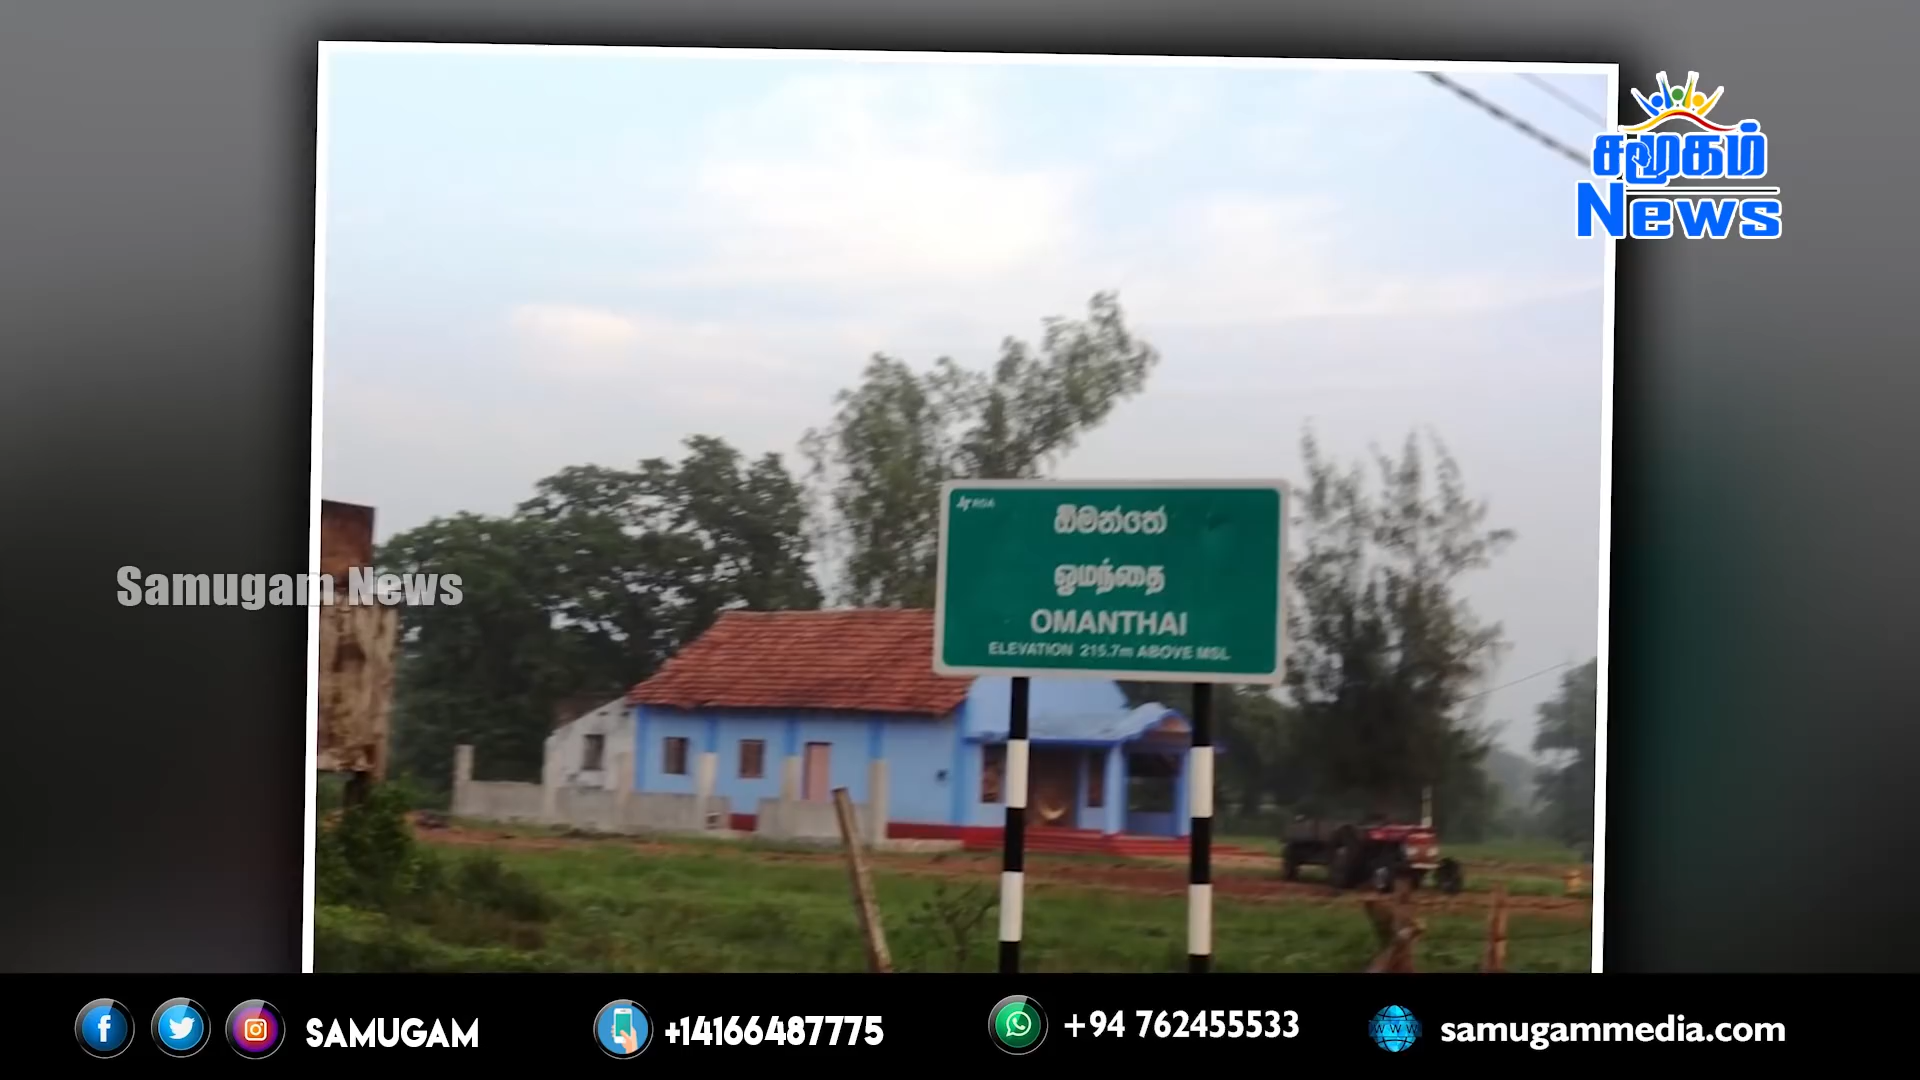 சமூகம்
News
RDA
ඕමන්තේ
ஓமந்தை
OMANTHAI
ELEVATION 215.7m ABOVE MSL
Samugam News
SAMUGAM
+14166487775
+94 762455533
samugammedia.com